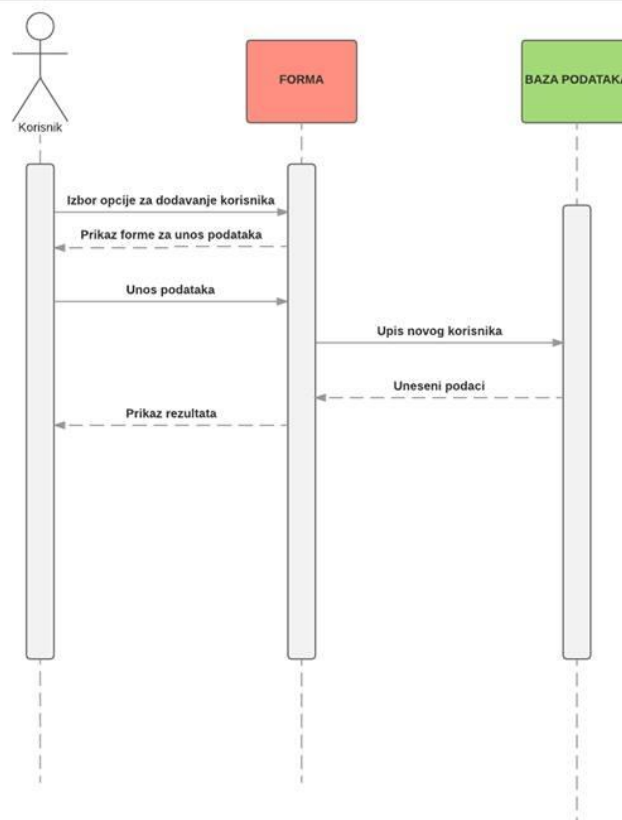 FORMA
BAZA PODATAKA
Korisnik
Izbor opcije za dodavanje korisnika
Prikaz forme za unos podataka
Unos podataka
Upis novog korisnika
Uneseni podaci
Prikaz rezultata